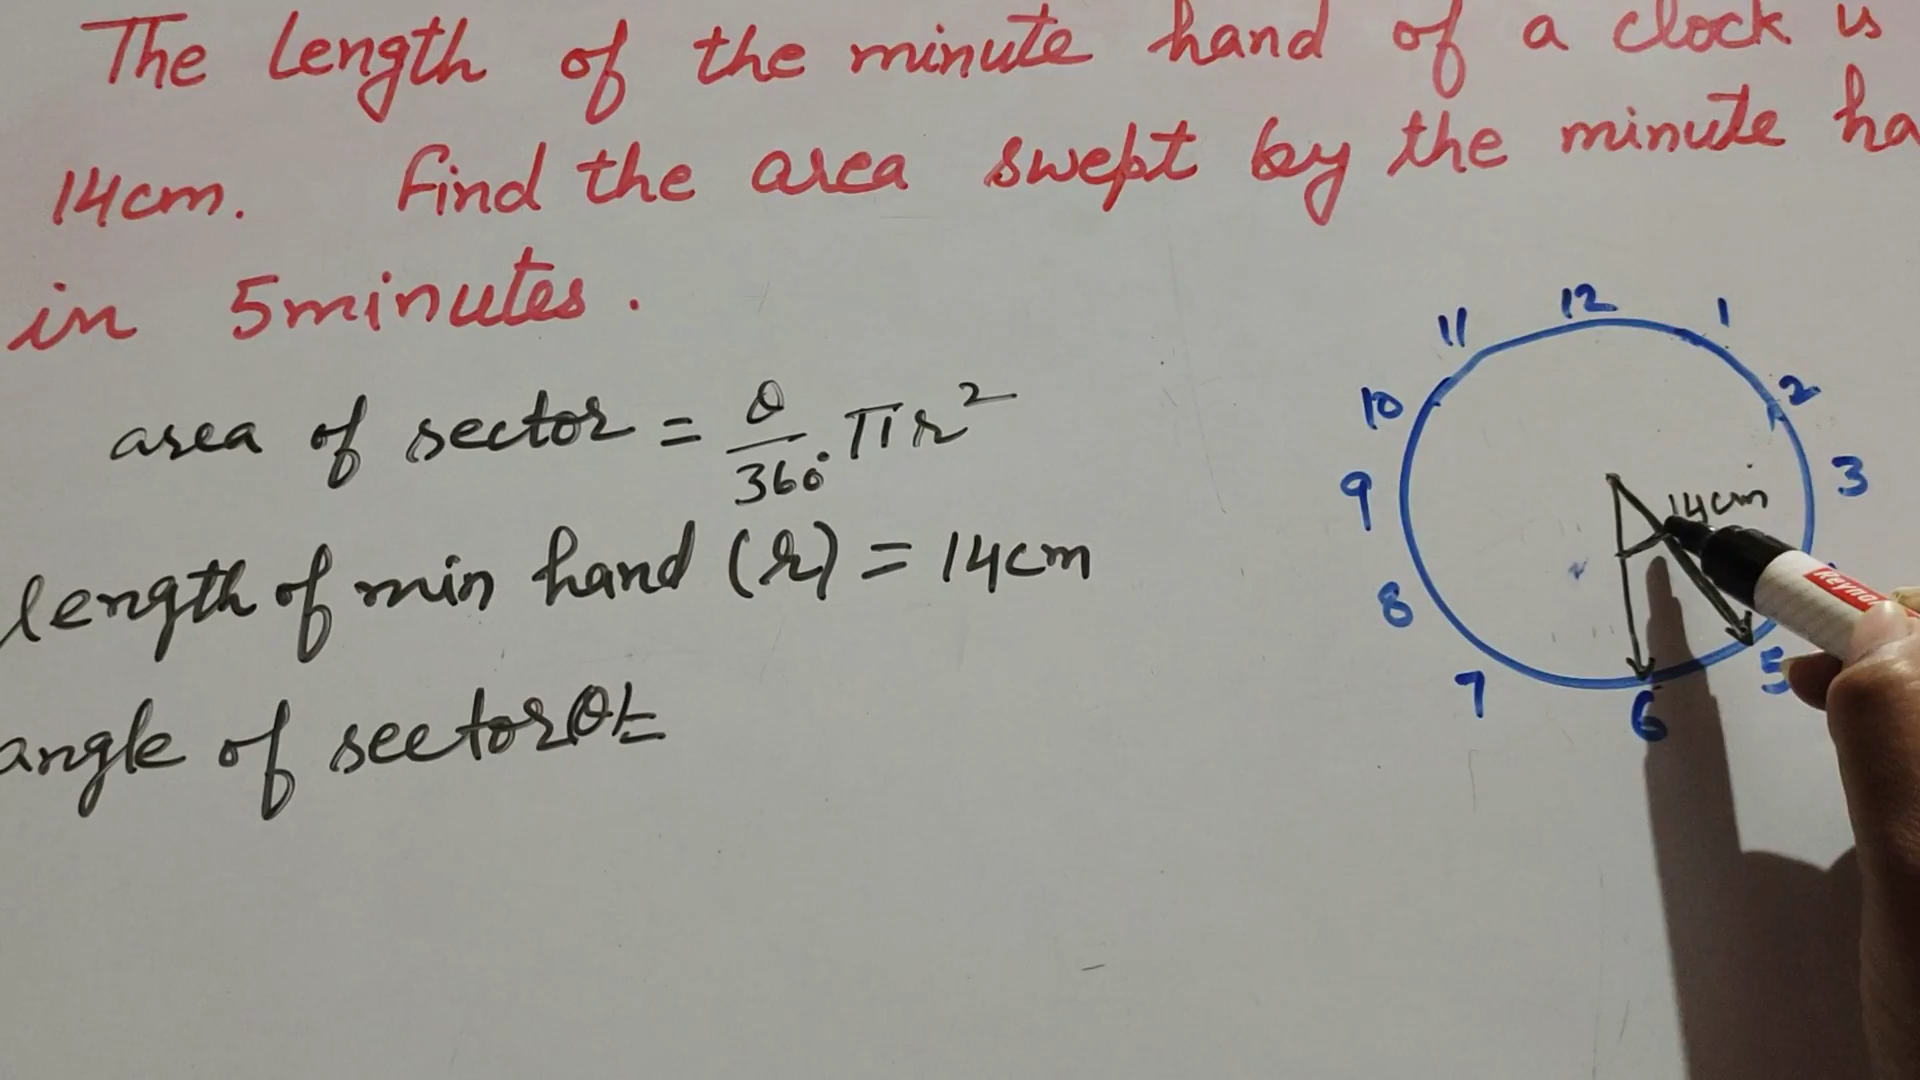 The length of the minute hand of a clock is
14cm. Find the area swept by the minute ha
in 5minutes.
area of sector = θ/360° πr²
length of min hand (r) = 14cm
angle of sector(θ)=
12
11
1
10
2
9
3
14cm
8
7
6
5
Reyno